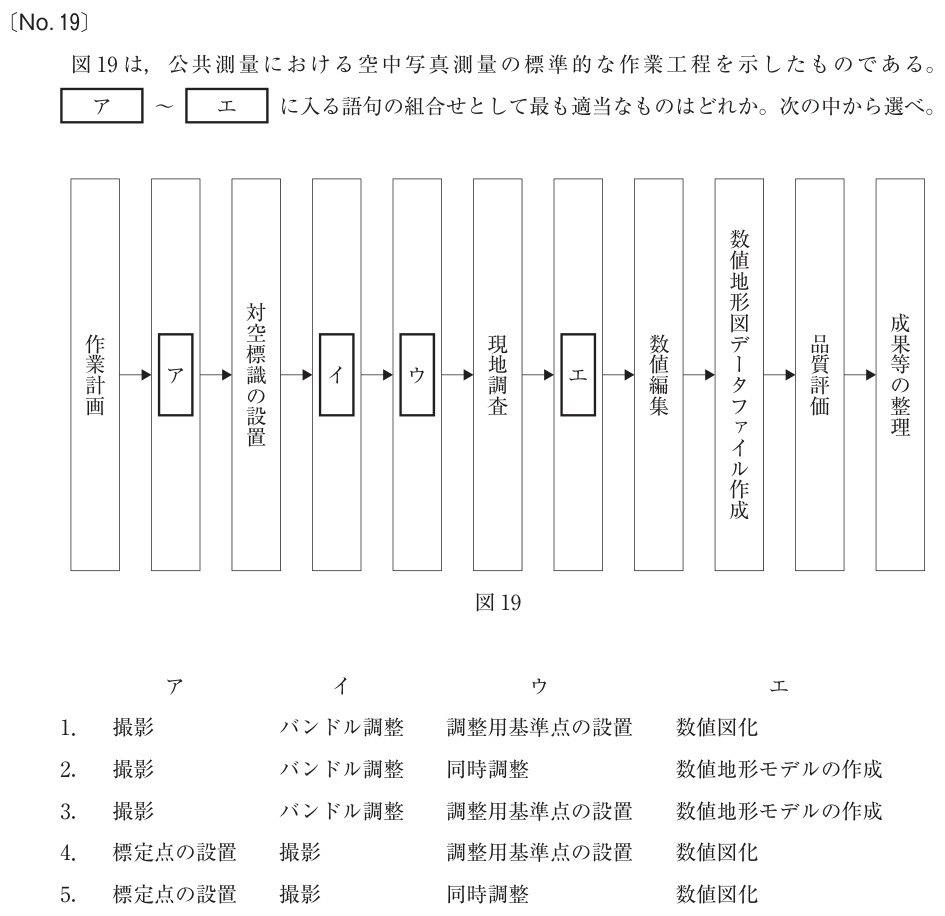 〔No. 19〕
図 19 は，公共測量における空中写真測量の標準的な作業工程を示したものである。
ア ～ エ に入る語句の組合せとして最も適当なものはどれか。次の中から選べ。
作業計画
ア
対空標識の設置
イ
ウ
現地調査
エ
数値編集
数値地形図データファイル作成
品質評価
成果等の整理
図 19
ア イ ウ エ
1. 撮影 バンドル調整 調整用基準点の設置 数値図化
2. 撮影 バンドル調整 同時調整 数値地形モデルの作成
3. 撮影 バンドル調整 調整用基準点の設置 数値地形モデルの作成
4. 標定点の設置 撮影 調整用基準点の設置 数値図化
5. 標定点の設置 撮影 同時調整 数値図化